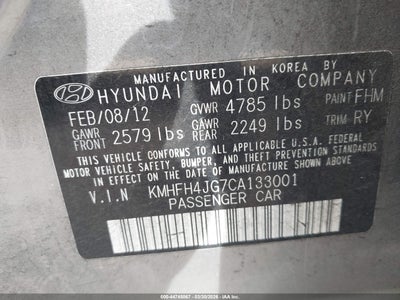 MANUFACTURED IN KOREA BY
HYUNDAI MOTOR COMPANY
FEB/08/12 GVWR 4785 lbs PAINT FHM
GAWR FRONT 2579 lbs GAWR REAR 2249 lbs TRIM RY
THIS VEHICLE CONFORMS TO ALL APPLICABLE U.S.A. FEDERAL
MOTOR VEHICLE SAFETY, BUMPER, AND THEFT PREVENTION STANDARDS
IN EFFECT ON THE DATE OF MANUFACTURE SHOWN ABOVE.
V.I.N KMHFH4JG7CA133001
PASSENGER CAR